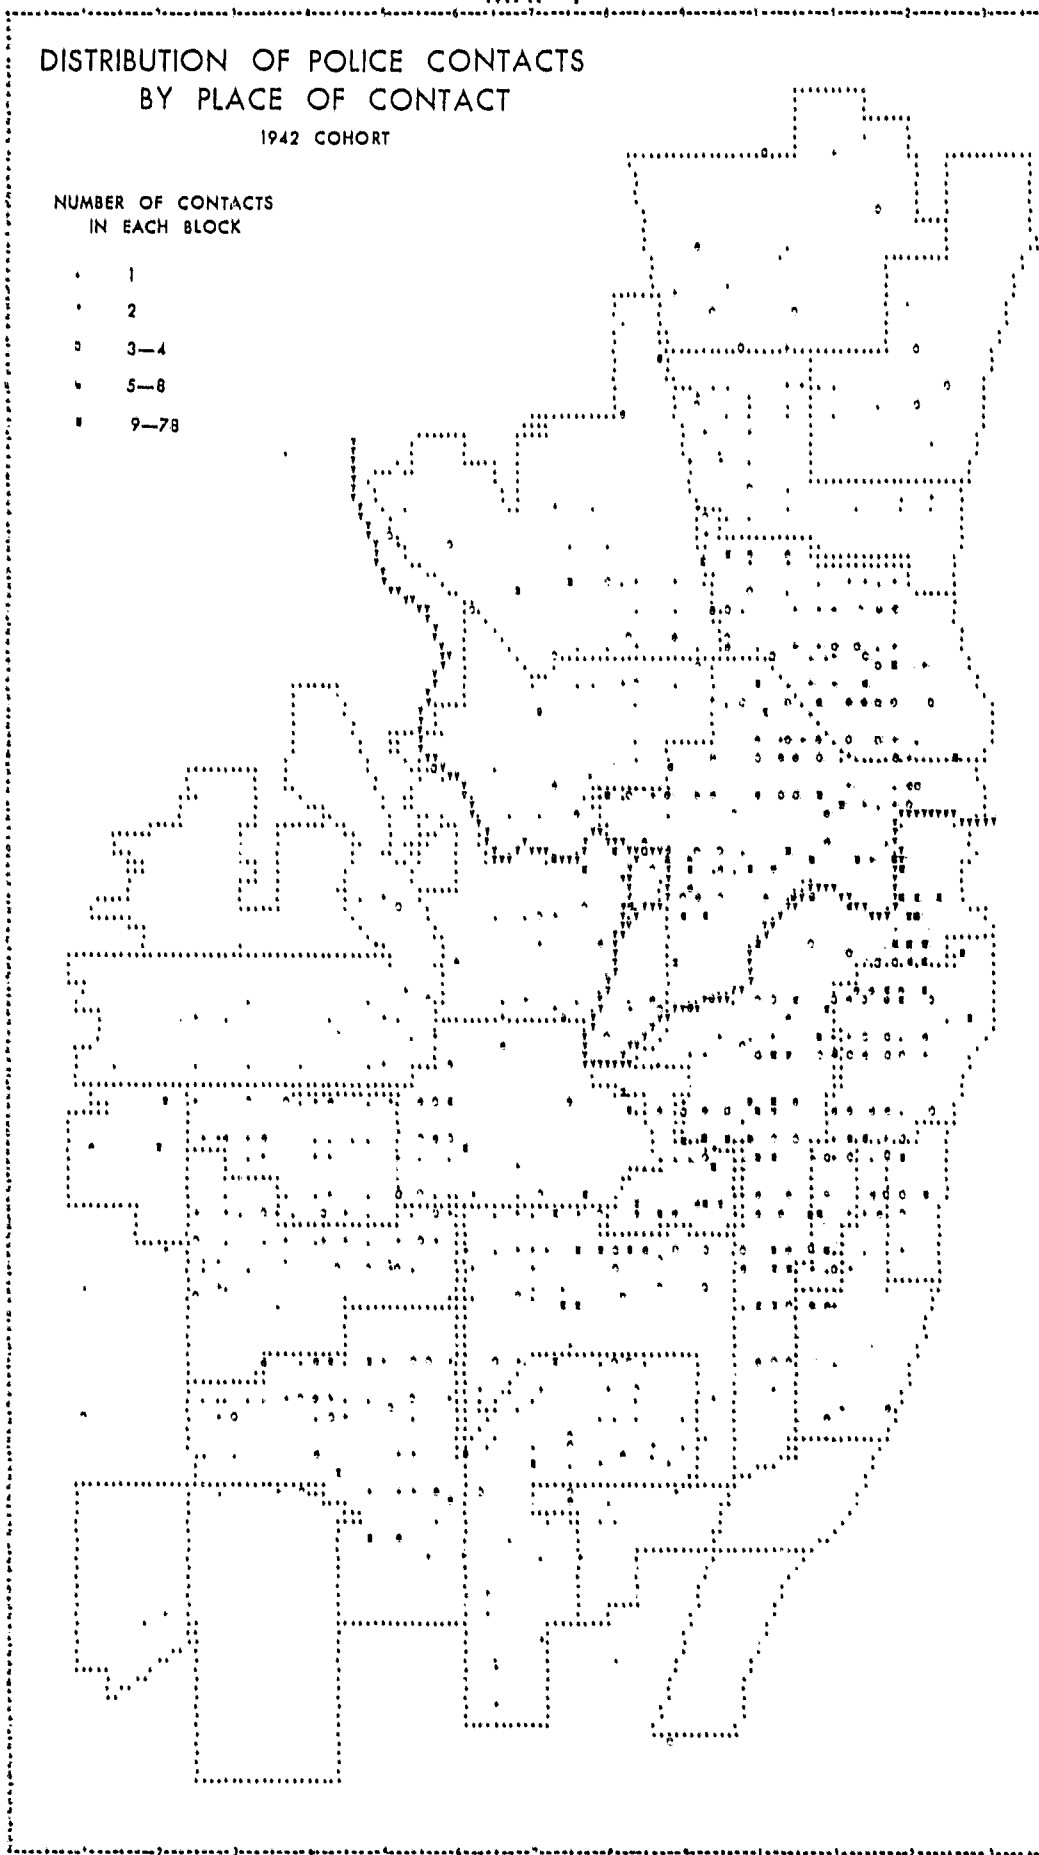 DISTRIBUTION OF POLICE CONTACTS
BY PLACE OF CONTACT
1942 COHORT
NUMBER OF CONTACTS
IN EACH BLOCK
1
2
3—4
5—8
9—78